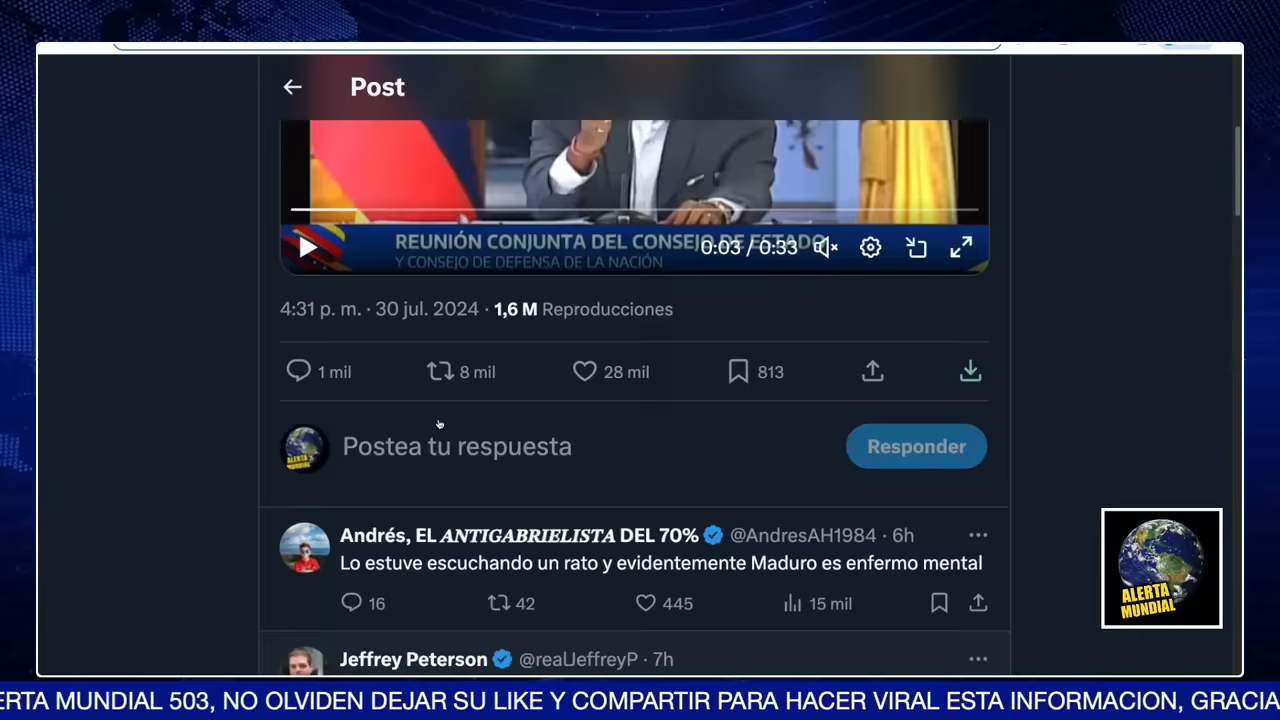 Post
REUNIÓN CONJUNTA DEL CONSEJO DE ESTADO
Y CONSEJO DE DEFENSA DE LA NACIÓN
0:03 / 0:33
4:31 p. m. · 30 jul. 2024 · 1,6 M Reproducciones
1 mil 8 mil 28 mil 813
ALERTA MUNDIAL
Postea tu respuesta
Responder
Andrés, EL ANTIGABRIELISTA DEL 70% @AndresAH1984 · 6h
Lo estuve escuchando un rato y evidentemente Maduro es enfermo mental
16 42 445 15 mil
ALERTA
MUNDIAL
Jeffrey Peterson @realJeffreyP · 7h
ERTA MUNDIAL 503, NO OLVIDEN DEJAR SU LIKE Y COMPARTIR PARA HACER VIRAL ESTA INFORMACION, GRACIA